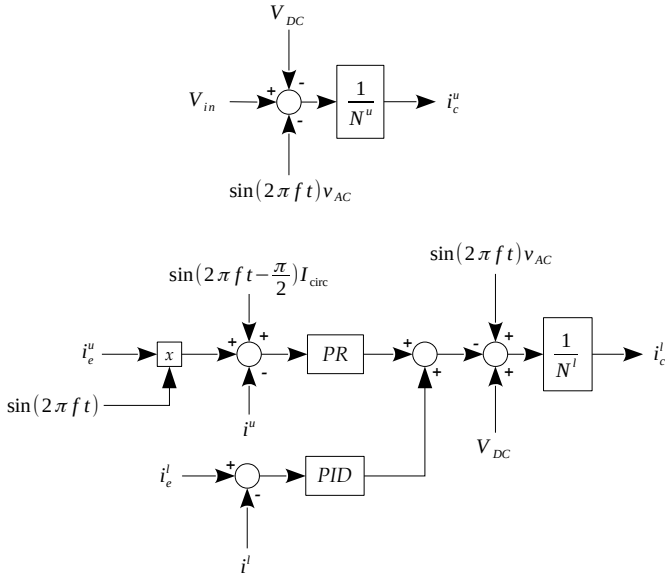 V_DC
+ -
V_in
-
1/N^u
i_c^u
sin(2πft)v_AC
sin(2πft−π/2)I_circ
sin(2πft)v_AC
i_e^u
x
+ +
-
PR
+
+
- +
+
1/N^l
i_c^l
sin(2πft)
i^u
V_DC
i_e^l
+
-
PID
i^l